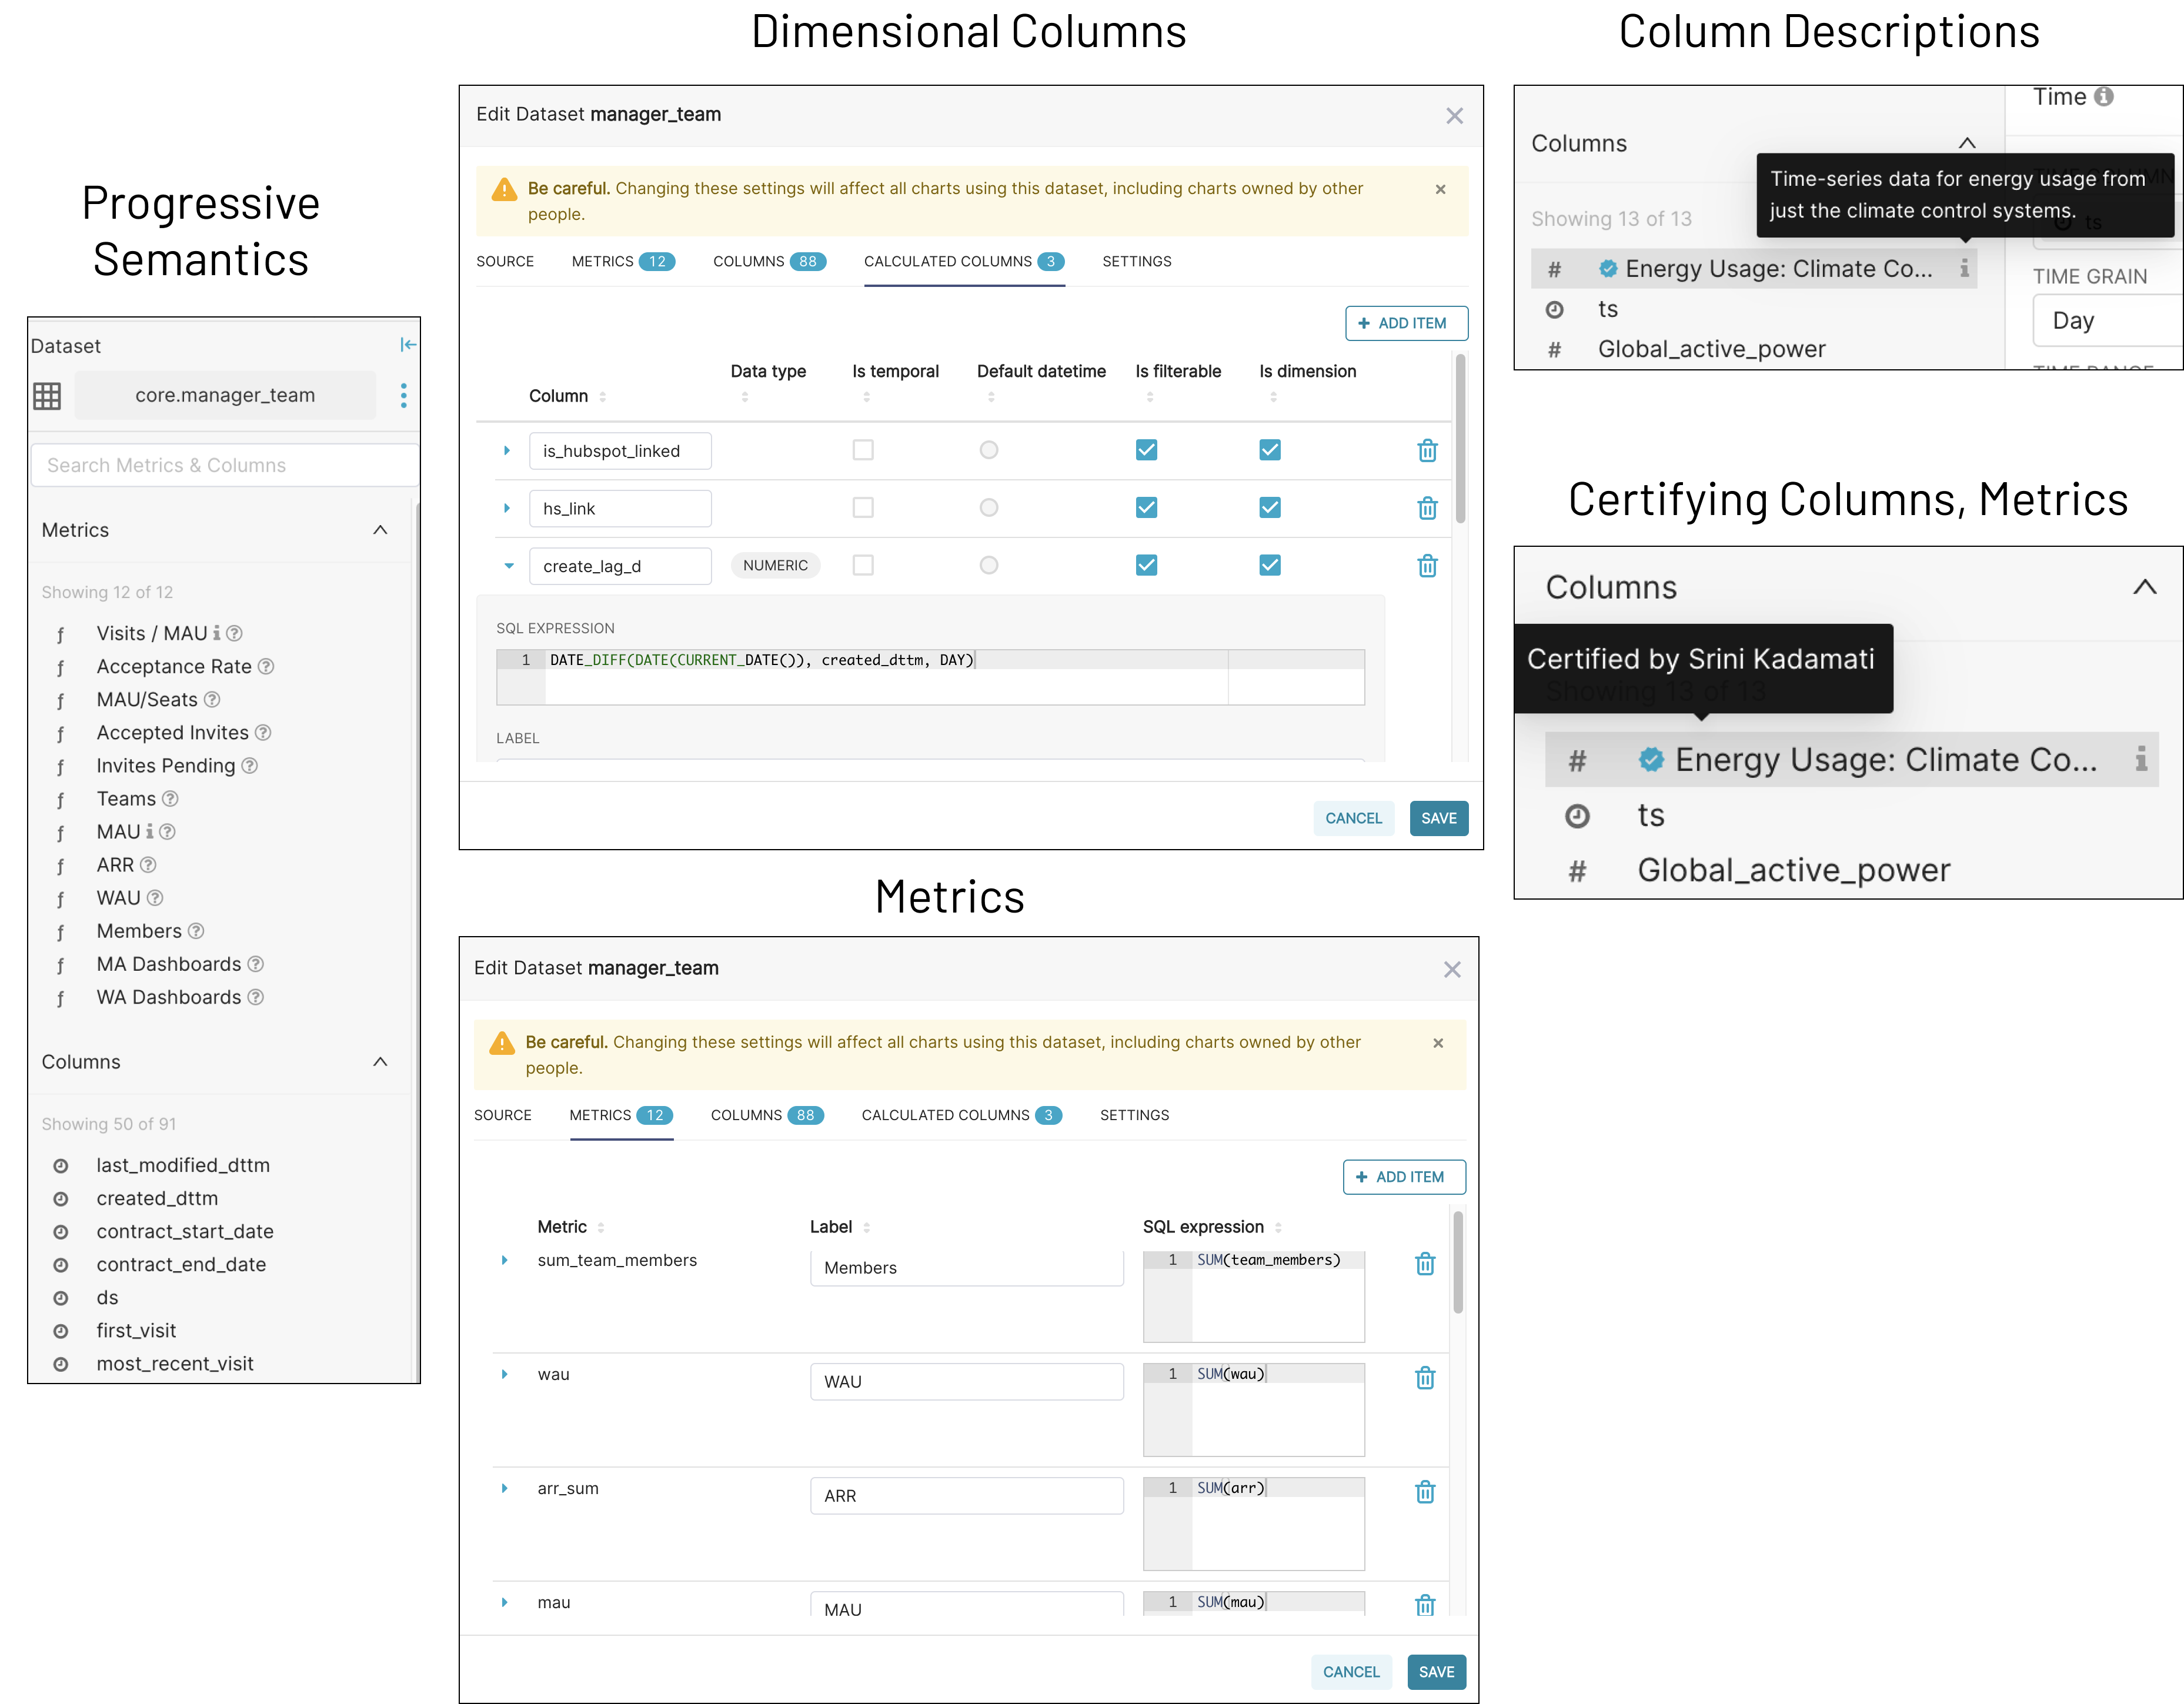 Progressive
Semantics
Dataset
core.manager_team
Search Metrics & Columns
Metrics
Showing 12 of 12
f Visits / MAU
f Acceptance Rate
f MAU/Seats
f Accepted Invites
f Invites Pending
f Teams
f MAU
f ARR
f WAU
f Members
f MA Dashboards
f WA Dashboards
Columns
Showing 50 of 91
last_modified_dttm
created_dttm
contract_start_date
contract_end_date
ds
first_visit
most_recent_visit
Dimensional Columns
Edit Dataset manager_team
Be careful. Changing these settings will affect all charts using this dataset, including charts owned by other
people.
SOURCE METRICS 12 COLUMNS 88 CALCULATED COLUMNS 3 SETTINGS
+ ADD ITEM
Column Data type Is temporal Default datetime Is filterable Is dimension
is_hubspot_linked
hs_link
create_lag_d NUMERIC
SQL EXPRESSION
1 DATE_DIFF(DATE(CURRENT_DATE()), created_dttm, DAY)
LABEL
CANCEL SAVE
Metrics
Edit Dataset manager_team
Be careful. Changing these settings will affect all charts using this dataset, including charts owned by other
people.
SOURCE METRICS 12 COLUMNS 88 CALCULATED COLUMNS 3 SETTINGS
+ ADD ITEM
Metric Label SQL expression
sum_team_members Members 1 SUM(team_members)
wau WAU 1 SUM(wau)
arr_sum ARR 1 SUM(arr)
mau MAU 1 SUM(mau)
CANCEL SAVE
Column Descriptions
Time
Columns
Time-series data for energy usage from
just the climate control systems.
ts
Showing 13 of 13
# Energy Usage: Climate Co...
ts
# Global_active_power
TIME GRAIN
Day
TIME RANGE
Certifying Columns, Metrics
Columns
Certified by Srini Kadamati
Showing 13 of 13
# Energy Usage: Climate Co...
ts
# Global_active_power